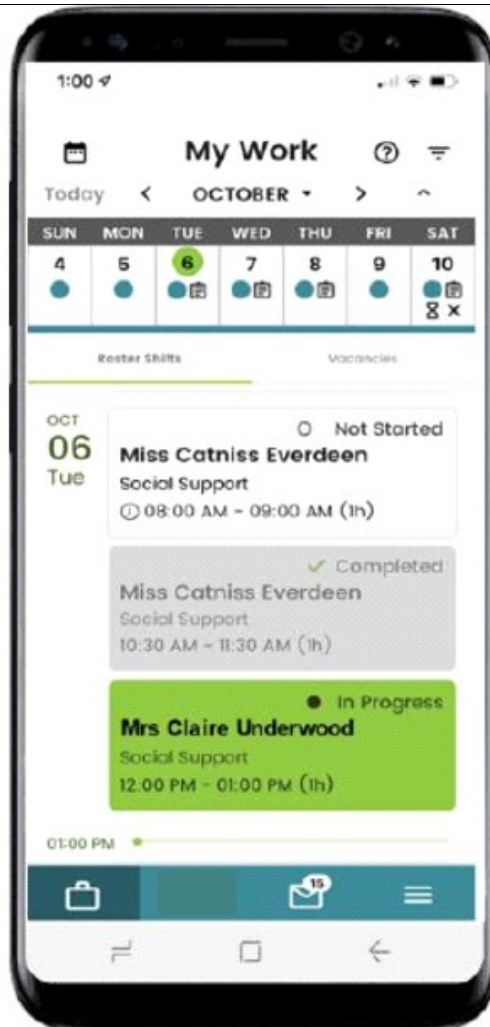 1:00
My Work
Today < OCTOBER >
SUN MON TUE WED THU FRI SAT
4 5 6 7 8 9 10
Roster Shifts Vacancies
OCT
06
Tue
Not Started
Miss Catniss Everdeen
Social Support
08:00 AM - 09:00 AM (1h)
Completed
Miss Catniss Everdeen
Social Support
10:30 AM - 11:30 AM (1h)
In Progress
Mrs Claire Underwood
Social Support
12:00 PM - 01:00 PM (1h)
01:00 PM
15